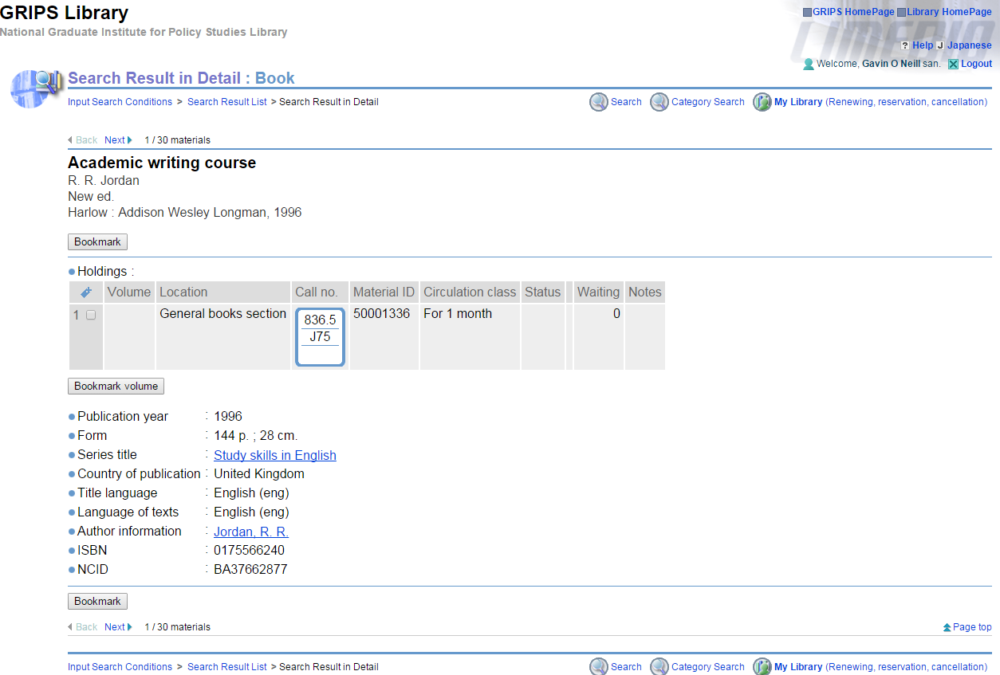 GRIPS Library
National Graduate Institute for Policy Studies Library
GRIPS HomePage Library HomePage
? Help J Japanese
Welcome, Gavin O Neill san. Logout
Search Result in Detail : Book
Input Search Conditions > Search Result List > Search Result in Detail
Search Category Search My Library (Renewing, reservation, cancellation)
Back Next 1 / 30 materials
Academic writing course
R. R. Jordan
New ed.
Harlow : Addison Wesley Longman, 1996
Bookmark
Holdings :
Volume Location Call no. Material ID Circulation class Status Waiting Notes
1 General books section 836.5 50001336 For 1 month 0
J75
Bookmark volume
Publication year : 1996
Form : 144 p. ; 28 cm.
Series title : Study skills in English
Country of publication : United Kingdom
Title language : English (eng)
Language of texts : English (eng)
Author information : Jordan, R. R.
ISBN : 0175566240
NCID : BA37662877
Bookmark
Back Next 1 / 30 materials
Page top
Input Search Conditions > Search Result List > Search Result in Detail
Search Category Search My Library (Renewing, reservation, cancellation)